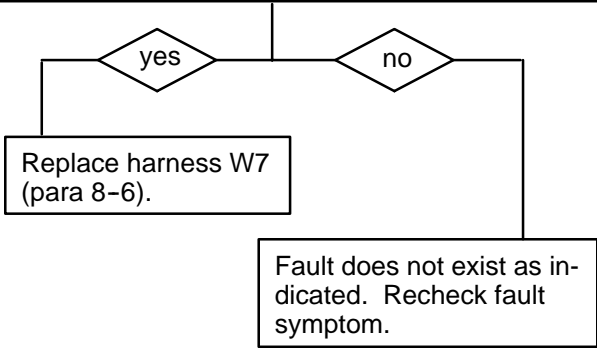 yes
no
Replace harness W7
(para 8-6).
Fault does not exist as in-
dicated. Recheck fault
symptom.